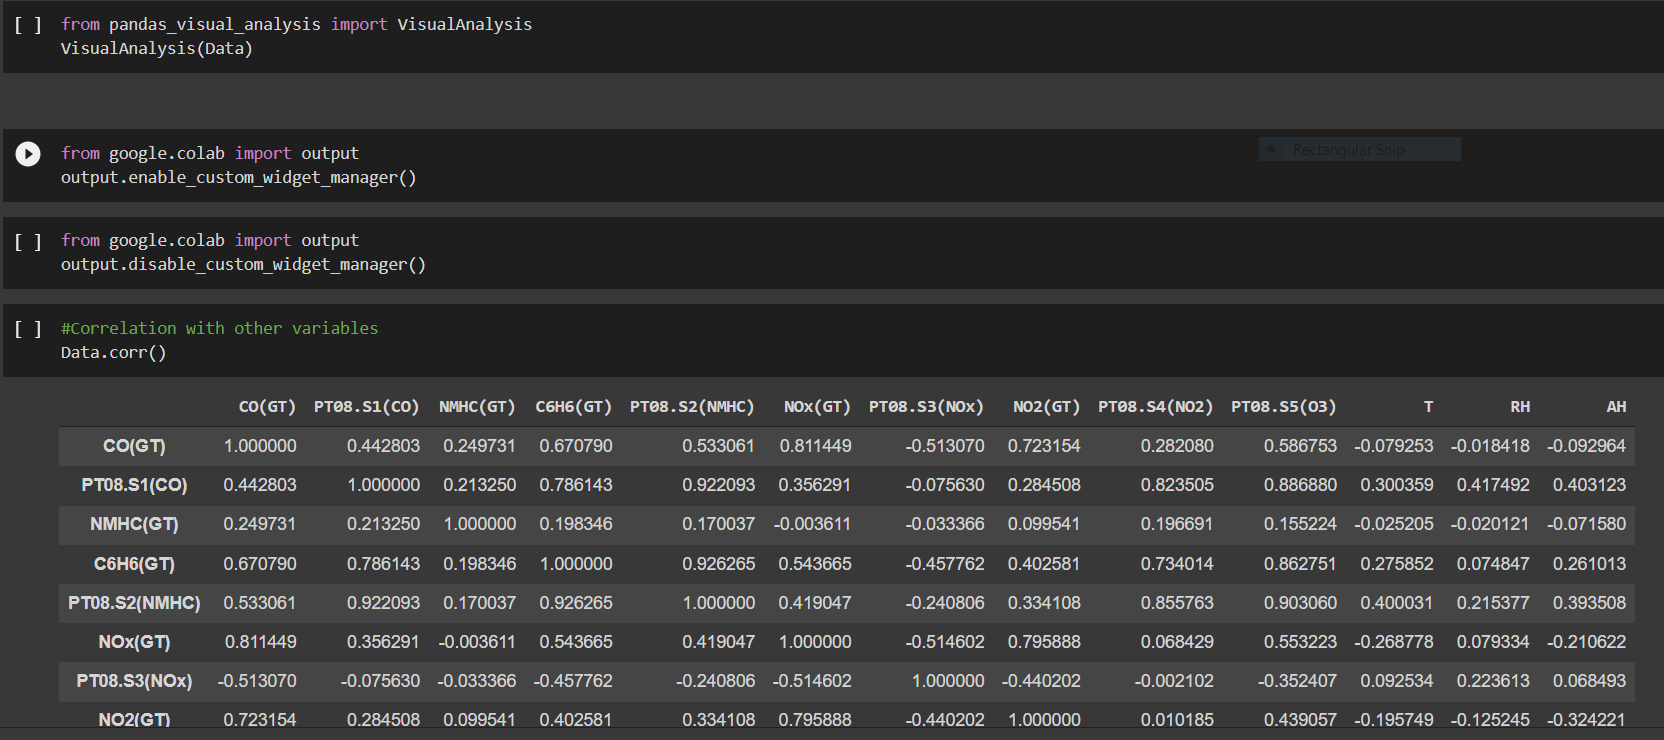 [ ] from pandas_visual_analysis import VisualAnalysis
VisualAnalysis(Data)
from google.colab import output
output.enable_custom_widget_manager()
Rectangular Snip
[ ] from google.colab import output
output.disable_custom_widget_manager()
[ ] #Correlation with other variables
Data.corr()
CO(GT) PT08.S1(CO) NMHC(GT) C6H6(GT) PT08.S2(NMHC) NOx(GT) PT08.S3(NOx) NO2(GT) PT08.S4(NO2) PT08.S5(O3) T RH AH
CO(GT) 1.000000 0.442803 0.249731 0.670790 0.533061 0.811449 -0.513070 0.723154 0.282080 0.586753 -0.079253 -0.018418 -0.092964
PT08.S1(CO) 0.442803 1.000000 0.213250 0.786143 0.922093 0.356291 -0.075630 0.284508 0.823505 0.886880 0.300359 0.417492 0.403123
NMHC(GT) 0.249731 0.213250 1.000000 0.198346 0.170037 -0.003611 -0.033366 0.099541 0.196691 0.155224 -0.025205 -0.020121 -0.071580
C6H6(GT) 0.670790 0.786143 0.198346 1.000000 0.926265 0.543665 -0.457762 0.402581 0.734014 0.862751 0.275852 0.074847 0.261013
PT08.S2(NMHC) 0.533061 0.922093 0.170037 0.926265 1.000000 0.419047 -0.240806 0.334108 0.855763 0.903060 0.400031 0.215377 0.393508
NOx(GT) 0.811449 0.356291 -0.003611 0.543665 0.419047 1.000000 -0.514602 0.795888 0.068429 0.553223 -0.268778 0.079334 -0.210622
PT08.S3(NOx) -0.513070 -0.075630 -0.033366 -0.457762 -0.240806 -0.514602 1.000000 -0.440202 -0.002102 -0.352407 0.092534 0.223613 0.068493
NO2(GT) 0.723154 0.284508 0.099541 0.402581 0.334108 0.795888 -0.440202 1.000000 0.010185 0.439057 -0.195749 -0.125245 -0.324221